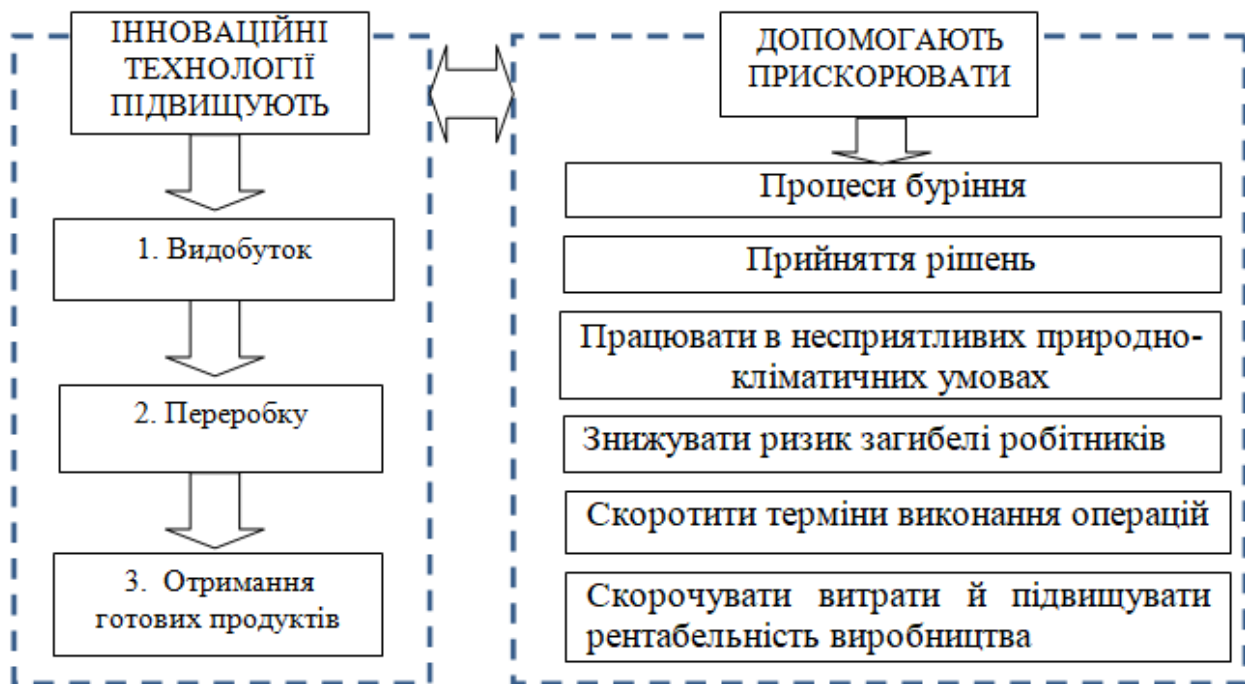 ІННОВАЦІЙНІ
ТЕХНОЛОГІЇ
ПІДВИЩУЮТЬ
1. Видобуток
2. Переробку
3. Отримання
готових продуктів
ДОПОМОГАЮТЬ
ПРИСКОРЮВАТИ
Процеси буріння
Прийняття рішень
Працювати в несприятливих природно-
кліматичних умовах
Знижувати ризик загибелі робітників
Скоротити терміни виконання операцій
Скорочувати витрати й підвищувати
рентабельність виробництва